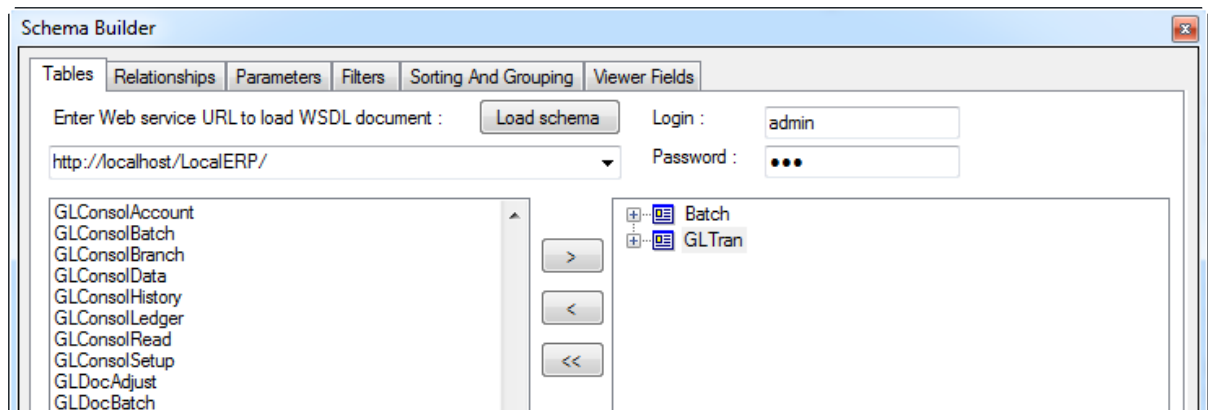 Schema Builder
Tables Relationships Parameters Filters Sorting And Grouping Viewer Fields
Enter Web service URL to load WSDL document : Load schema Login : admin
http://localhost/LocalERP/ Password : •••
GLConsolAccount
GLConsolBatch
GLConsolBranch
GLConsolData
GLConsolHistory
GLConsolLedger
GLConsolRead
GLConsolSetup
GLDocAdjust
GLDocBatch
>
<
<<
Batch
GLTran